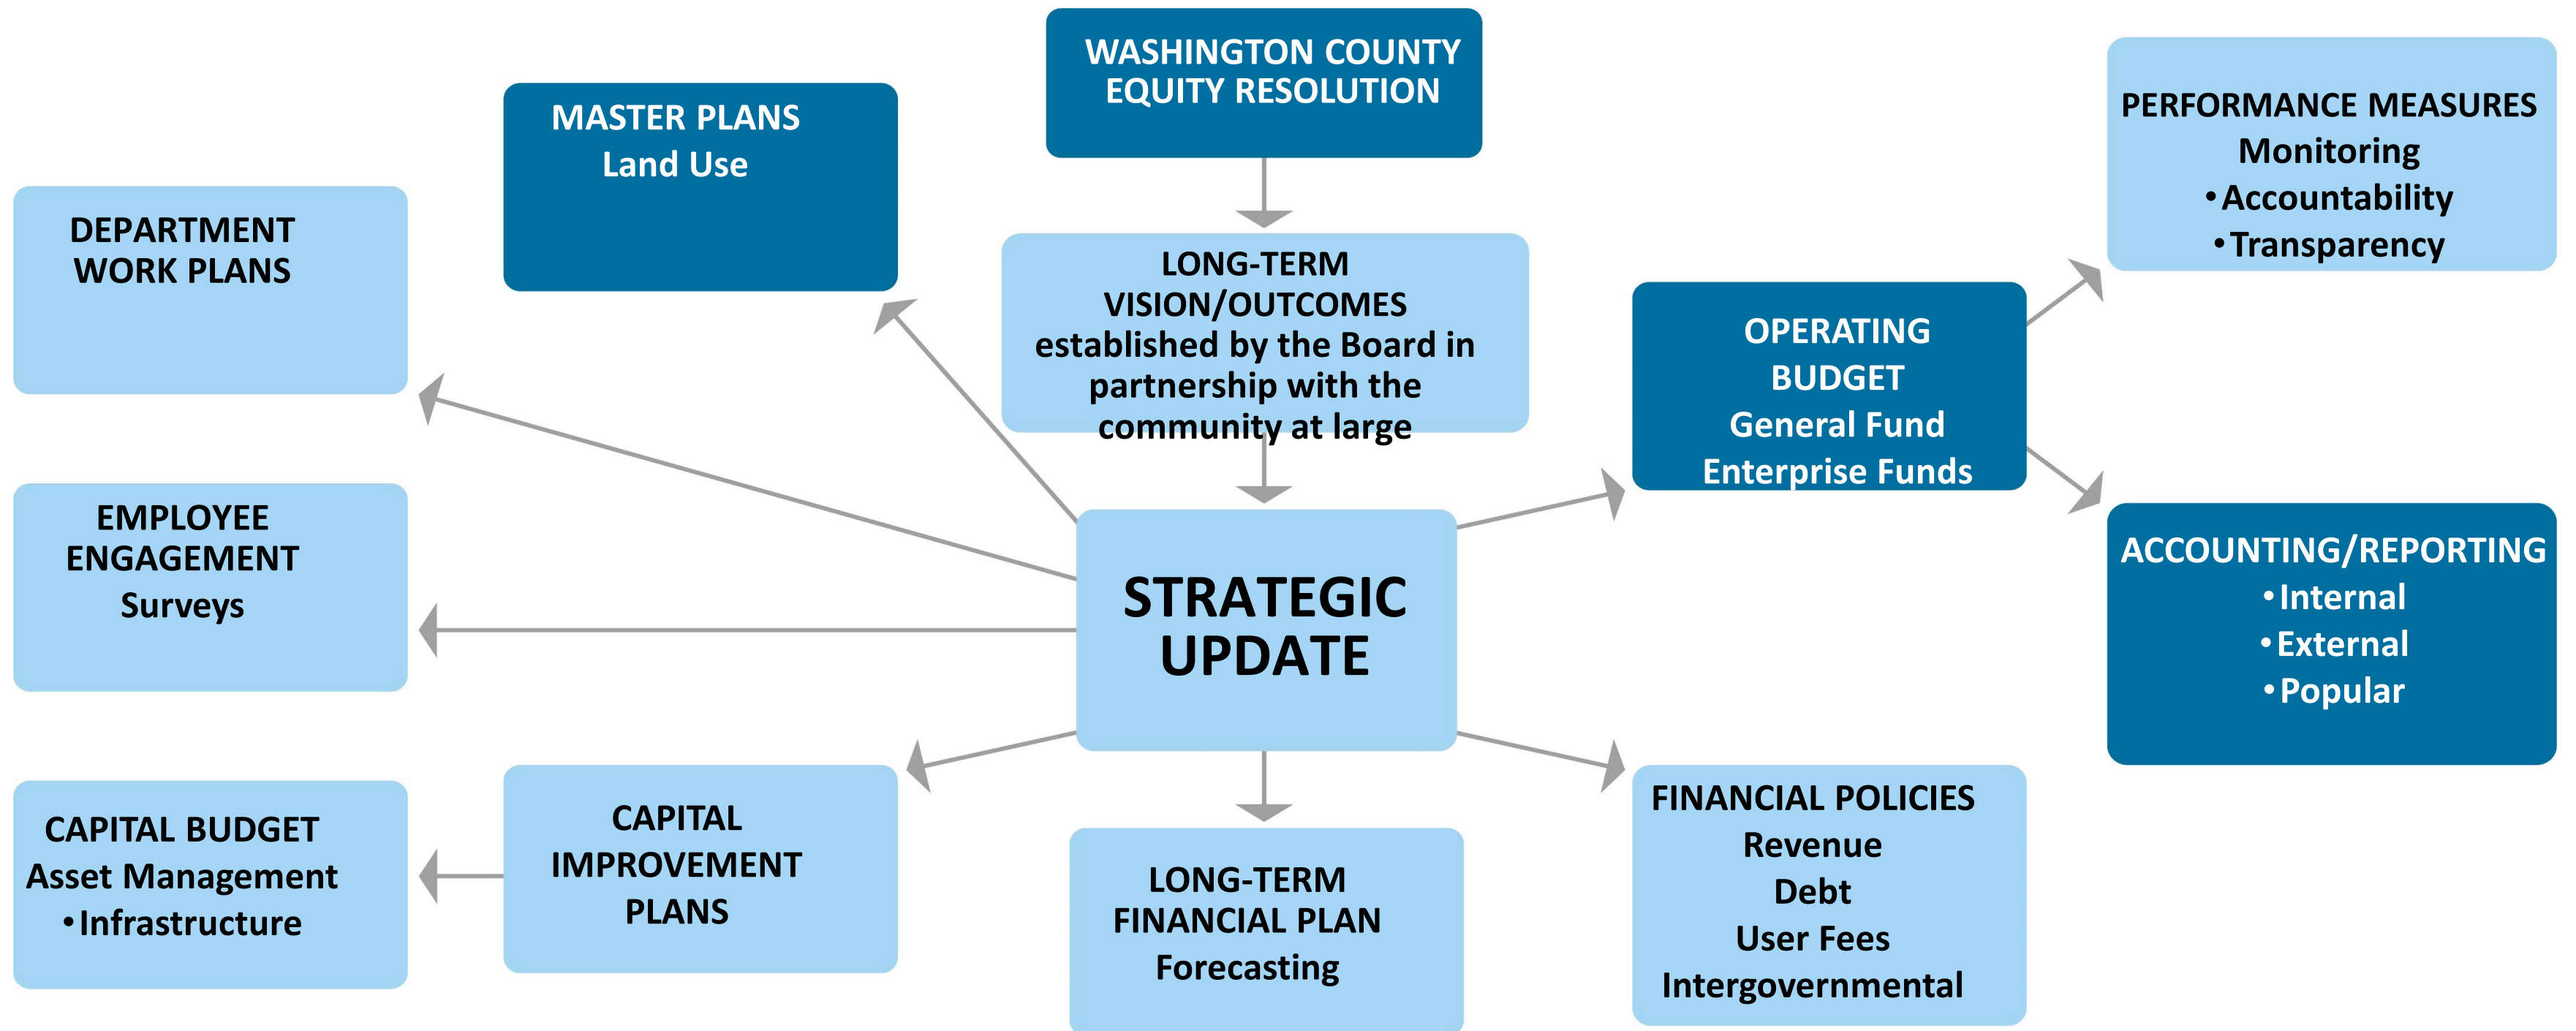 WASHINGTON COUNTY
EQUITY RESOLUTION
MASTER PLANS
Land Use
PERFORMANCE MEASURES
Monitoring
•Accountability
•Transparency
DEPARTMENT
WORK PLANS
LONG-TERM
VISION/OUTCOMES
established by the Board in
partnership with the
community at large
OPERATING
BUDGET
General Fund
Enterprise Funds
EMPLOYEE
ENGAGEMENT
Surveys
STRATEGIC
UPDATE
ACCOUNTING/REPORTING
•Internal
•External
•Popular
CAPITAL BUDGET
Asset Management
•Infrastructure
CAPITAL
IMPROVEMENT
PLANS
LONG-TERM
FINANCIAL PLAN
Forecasting
FINANCIAL POLICIES
Revenue
Debt
User Fees
Intergovernmental